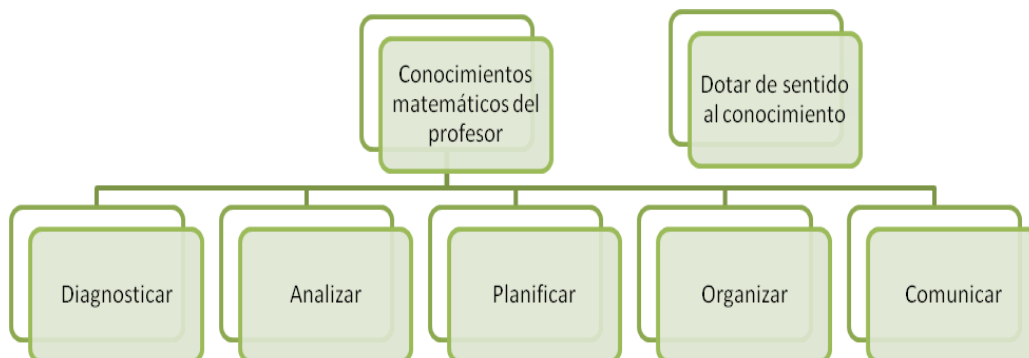 Conocimientos
matemáticos del
profesor
Dotar de sentido
al conocimiento
Diagnosticar
Analizar
Planificar
Organizar
Comunicar